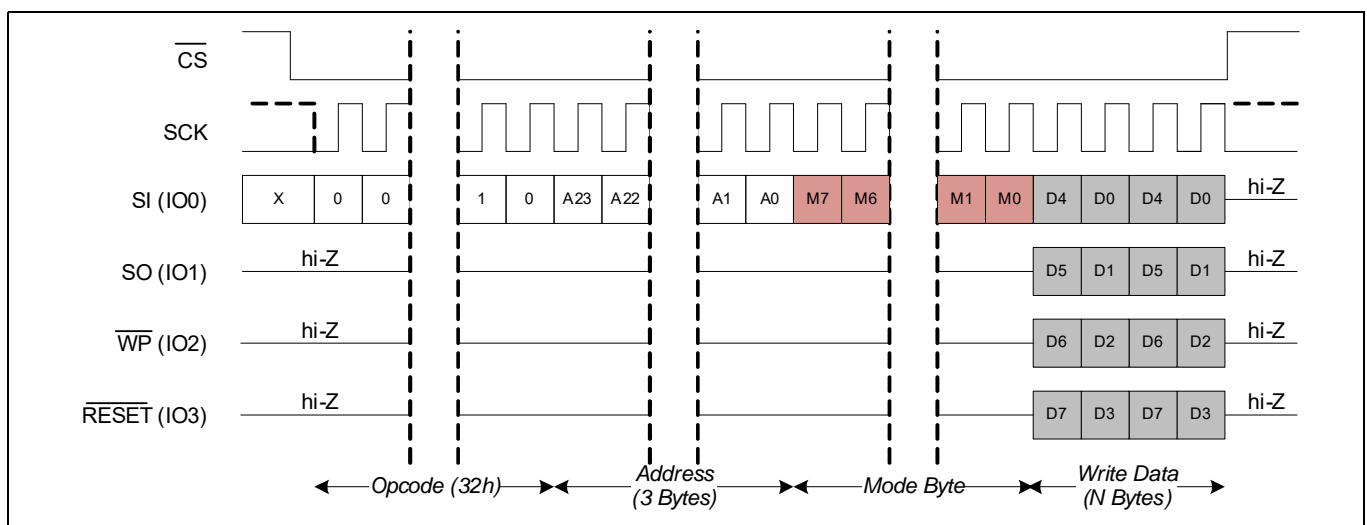 CS
SCK
SI (IO0) X 0 0 1 0 A23 A22 A1 A0 M7 M6 M1 M0 D4 D0 D4 D0 hi-Z
hi-Z
SO (IO1) D5 D1 D5 D1 hi-Z
hi-Z
WP (IO2) D6 D2 D6 D2 hi-Z
hi-Z
RESET (IO3) D7 D3 D7 D3 hi-Z
Opcode (32h) Address (3 Bytes) Mode Byte Write Data (N Bytes)